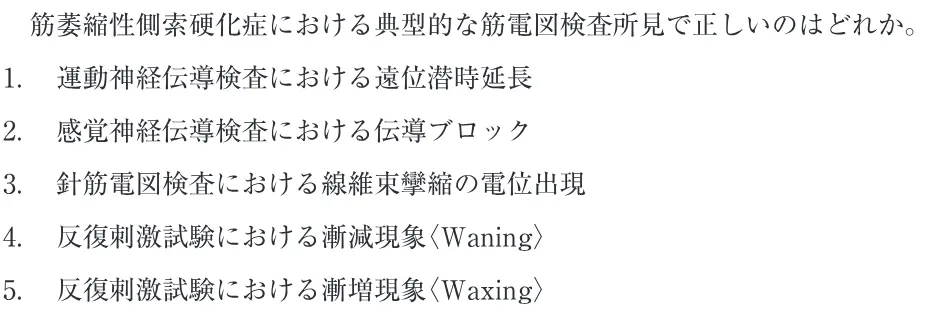 筋萎縮性側索硬化症における典型的な筋電図検査所見で正しいのはどれか。
1. 運動神経伝導検査における遠位潜時延長
2. 感覚神経伝導検査における伝導ブロック
3. 針筋電図検査における線維束攣縮の電位出現
4. 反復刺激試験における漸減現象〈Waning〉
5. 反復刺激試験における漸増現象〈Waxing〉